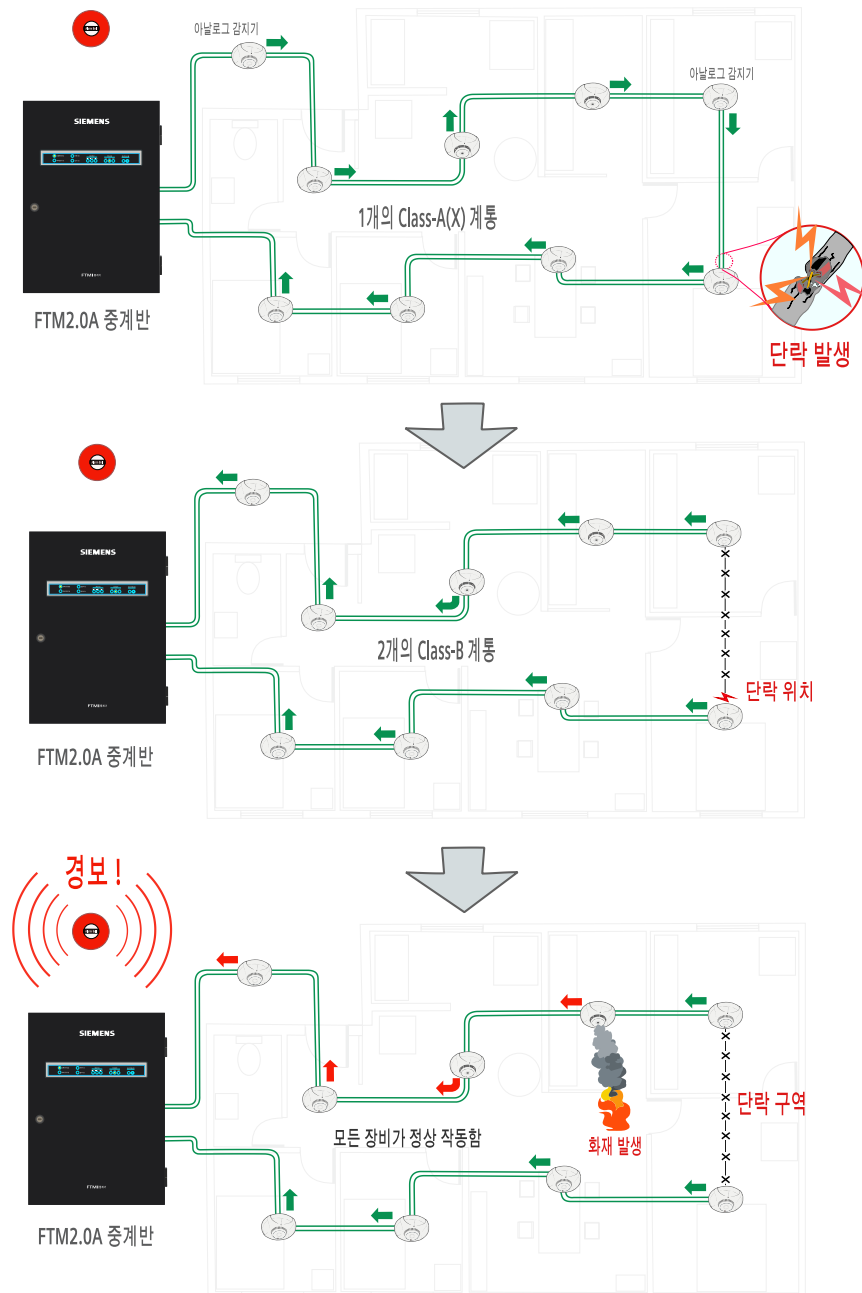 아날로그 감지기
아날로그 감지기
SIEMENS
1개의 Class-A(X) 계통
FTM2.0A 중계반
단락 발생
SIEMENS
2개의 Class-B 계통
단락 위치
FTM2.0A 중계반
경보 !
SIEMENS
단락 구역
모든 장비가 정상 작동함
화재 발생
FTM2.0A 중계반